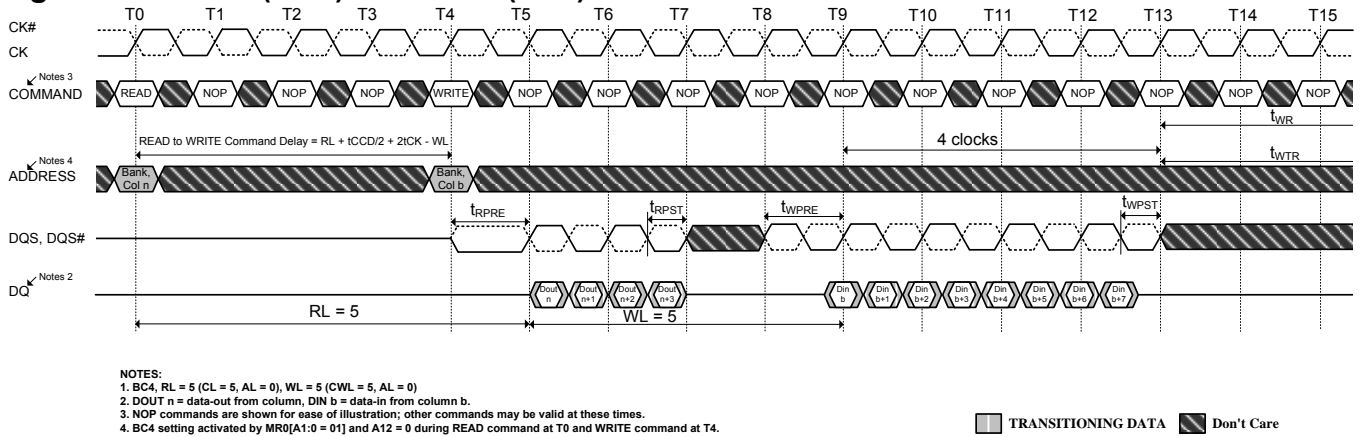 T0 T1 T2 T3 T4 T5 T6 T7 T8 T9 T10 T11 T12 T13 T14 T15
CK#
CK
Notes 3
COMMAND READ NOP NOP NOP WRITE NOP NOP NOP NOP NOP NOP NOP NOP NOP NOP NOP
tWR
READ to WRITE Command Delay = RL + tCCD/2 + 2tCK - WL
4 clocks
tWTR
Notes 4
ADDRESS
Bank, Col n
Bank, Col b
tRPRE tRPST tWPRE tWPST
DQS, DQS#
Notes 2
DQ
Dout n
Dout n+1
Dout n+2
Dout n+3
Din b
Din b+1
Din b+2
Din b+3
Din b+4
Din b+5
Din b+6
Din b+7
RL = 5 WL = 5
NOTES:
1. BC4, RL = 5 (CL = 5, AL = 0), WL = 5 (CWL = 5, AL = 0)
2. DOUT n = data-out from column, DIN b = data-in from column b.
3. NOP commands are shown for ease of illustration; other commands may be valid at these times.
4. BC4 setting activated by MR0[A1:0 = 01] and A12 = 0 during READ command at T0 and WRITE command at T4.
TRANSITIONING DATA Don't Care